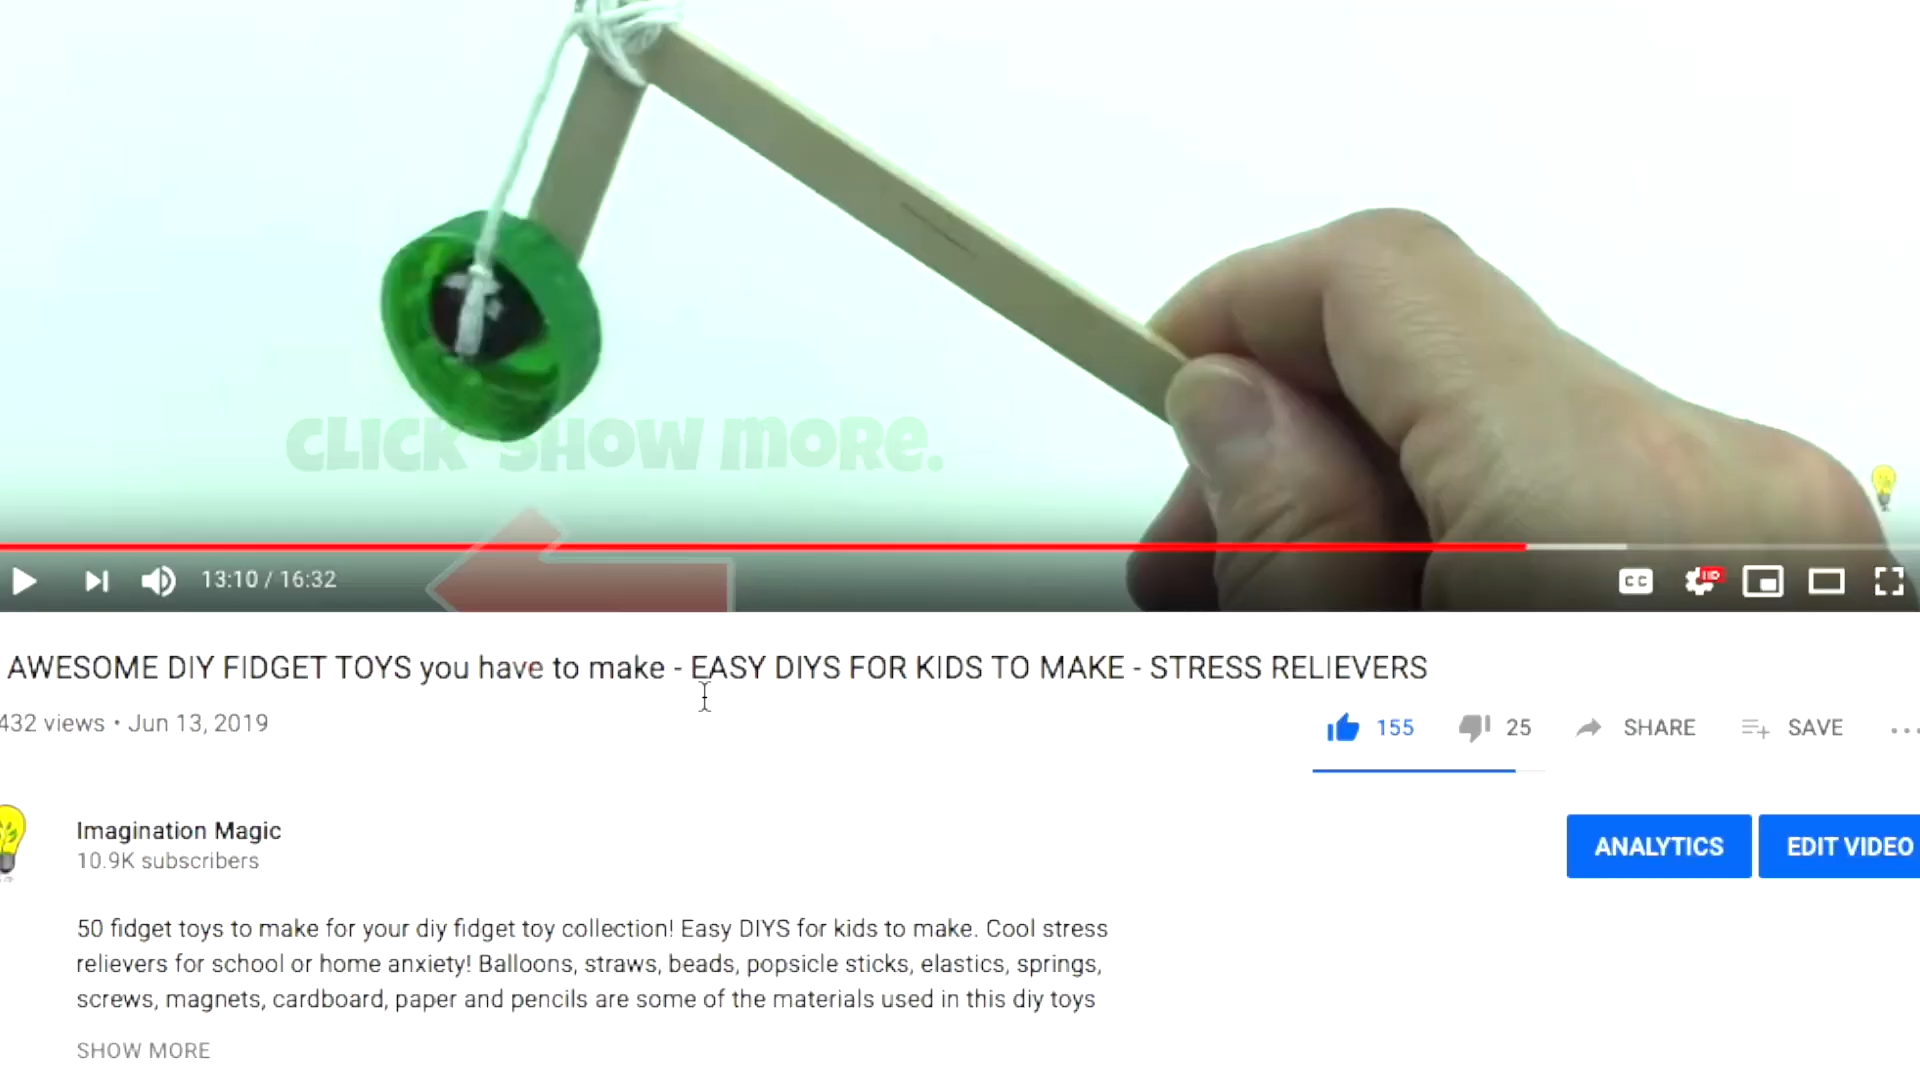 CLICK SHOW MORE.
13:10 / 16:32
CC
HD
AWESOME DIY FIDGET TOYS you have to make - EASY DIYS FOR KIDS TO MAKE - STRESS RELIEVERS
432 views • Jun 13, 2019
155
25
SHARE
SAVE
Imagination Magic
10.9K subscribers
ANALYTICS
EDIT VIDEO
50 fidget toys to make for your diy fidget toy collection! Easy DIYS for kids to make. Cool stress
relievers for school or home anxiety! Balloons, straws, beads, popsicle sticks, elastics, springs,
screws, magnets, cardboard, paper and pencils are some of the materials used in this diy toys
SHOW MORE